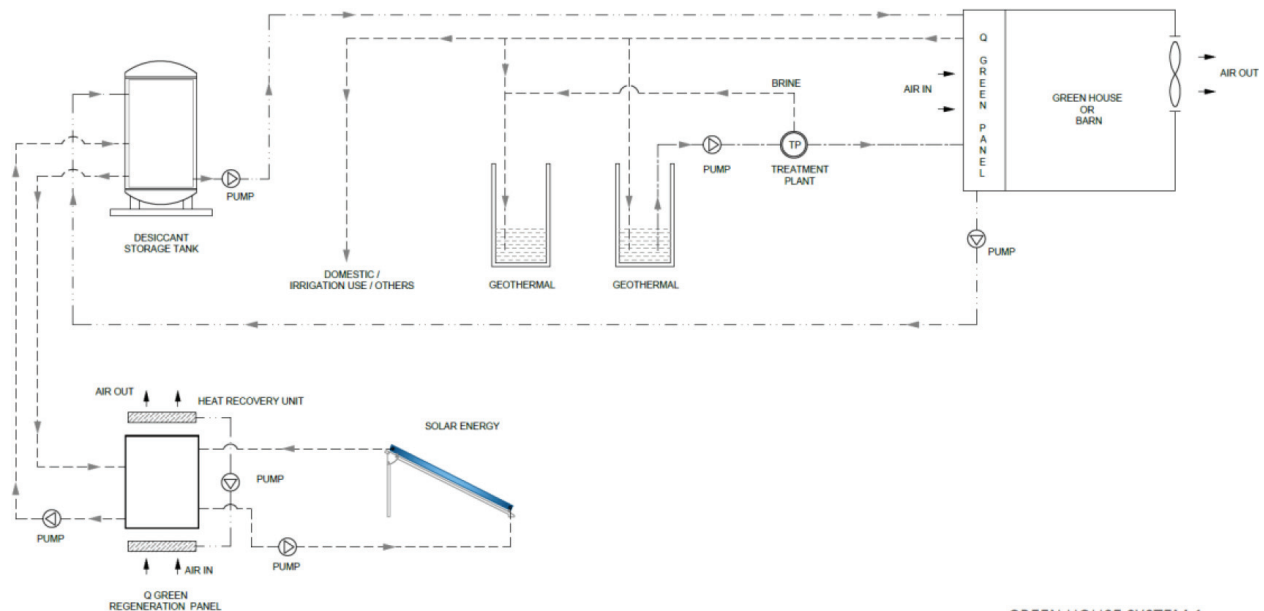 Q
GREEN
PANEL
AIR IN
GREEN HOUSE
OR
BARN
AIR OUT
BRINE
PUMP
TP
TREATMENT
PLANT
PUMP
DESICCANT
STORAGE TANK
PUMP
DOMESTIC /
IRRIGATION USE / OTHERS
GEOTHERMAL
GEOTHERMAL
AIR OUT
HEAT RECOVERY UNIT
SOLAR ENERGY
PUMP
PUMP
PUMP
AIR IN
Q GREEN
REGENERATION PANEL